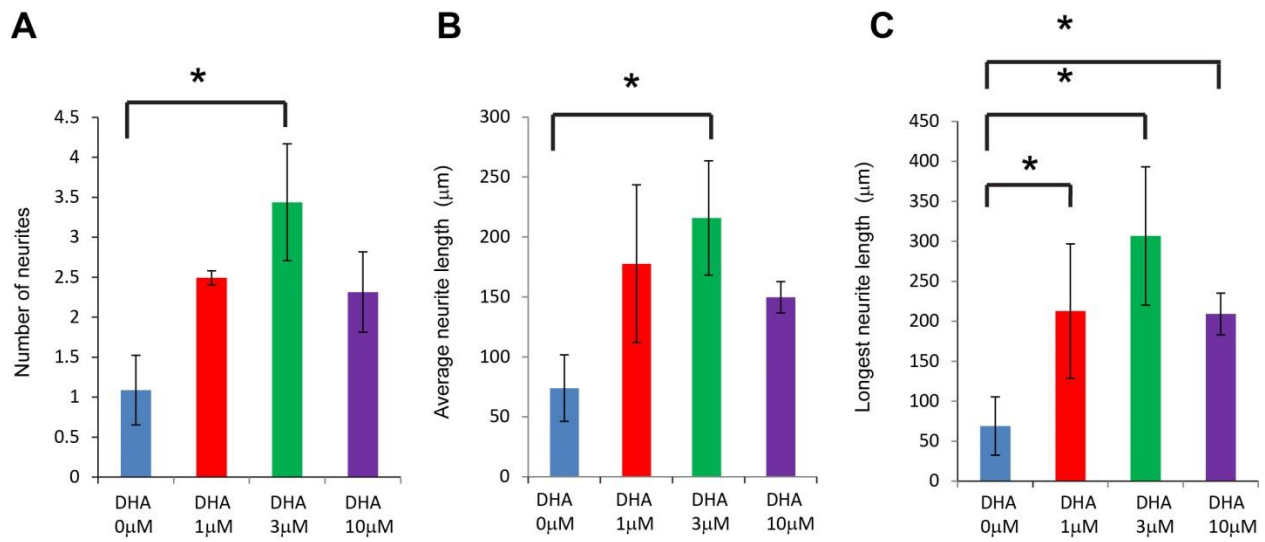 A
*
Number of neurites
4.5
4
3.5
3
2.5
2
1.5
1
0.5
0
DHA DHA DHA DHA
0μM 1μM 3μM 10μM
B
*
Average neurite length (μm)
300
250
200
150
100
50
0
DHA DHA DHA DHA
0μM 1μM 3μM 10μM
C
*
*
*
Longest neurite length (μm)
450
400
350
300
250
200
150
100
50
0
DHA DHA DHA DHA
0μM 1μM 3μM 10μM